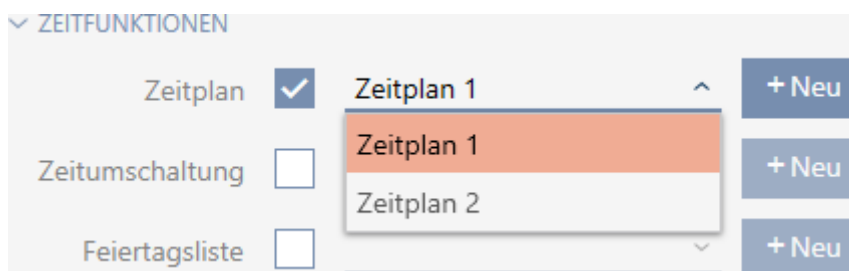 ZEITFUNKTIONEN
Zeitplan Zeitplan 1 + Neu
Zeitplan 1
Zeitumschaltung + Neu
Zeitplan 2
Feiertagsliste + Neu